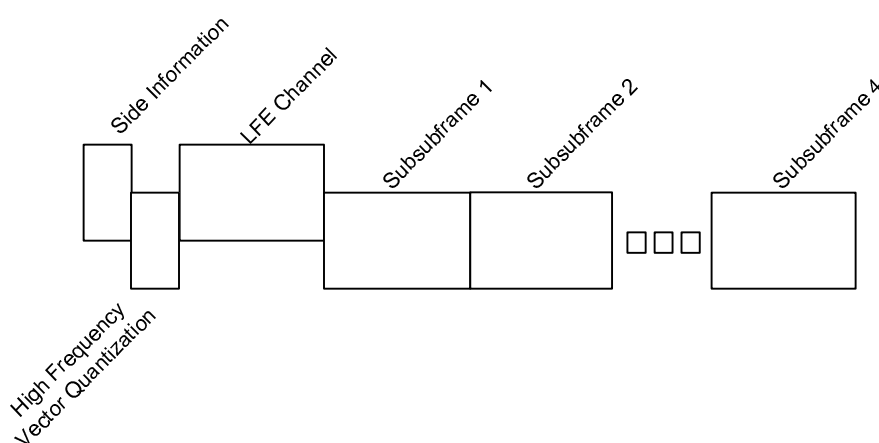 Side Information
LFE Channel
Subsubframe 1
Subsubframe 2
Subsubframe 4
High Frequency
Vector Quantization